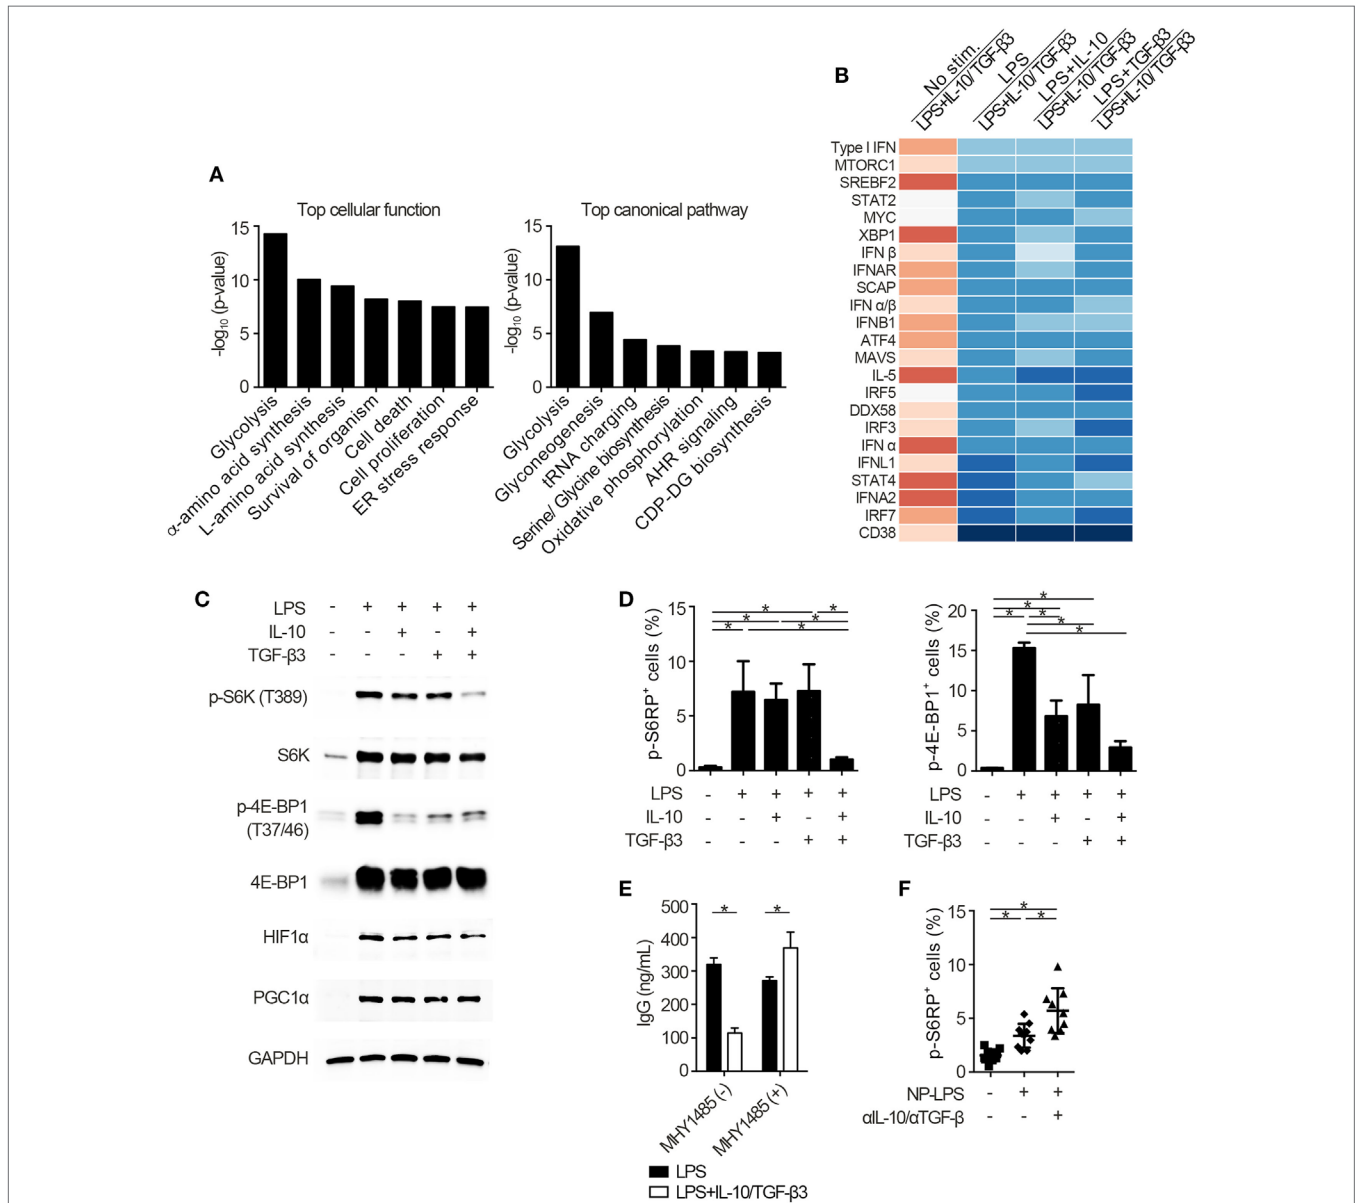 A
Top cellular function
-log10 (p-value)
15
10
5
0
Glycolysis
α-amino acid synthesis
L-amino acid synthesis
Survival of organism
Cell death
Cell proliferation
ER stress response
Top canonical pathway
-log10 (p-value)
15
10
5
0
Glycolysis
Glyconeogenesis
tRNA charging
Serine/ Glycine biosynthesis
Oxidative phosphorylation
AHR signaling
CDP-DG biosynthesis
B
No stim.
LPS+IL-10/TGF-β3
LPS
LPS+IL-10/TGF-β3
LPS+IL-10
LPS+IL-10/TGF-β3
LPS+TGF-β3
LPS+IL-10/TGF-β3
Type I IFN
MTORC1
SREBF2
STAT2
MYC
XBP1
IFN β
IFNAR
SCAP
IFN α/β
IFNB1
ATF4
MAVS
IL-5
IRF5
DDX58
IRF3
IFN α
IFNL1
STAT4
IFNA2
IRF7
CD38
C
LPS - + + + +
IL-10 - - + - +
TGF-β3 - - - + +
p-S6K (T389)
S6K
p-4E-BP1
(T37/46)
4E-BP1
HIF1α
PGC1α
GAPDH
D
p-S6RP+ cells (%)
15
10
5
0
* *
* *
* *
LPS - + + + +
IL-10 - - + - +
TGF-β3 - - - + +
p-4E-BP1+ cells (%)
20
15
10
5
0
*
*
* *
*
*
LPS - + + + +
IL-10 - - + - +
TGF-β3 - - - + +
E
IgG (ng/mL)
500
400
300
200
100
0
* *
MHY1485 (-)
MHY1485 (+)
LPS
LPS+IL-10/TGF-β3
F
p-S6RP+ cells (%)
15
10
5
0
*
* *
NP-LPS - + +
αIL-10/αTGF-β - - +